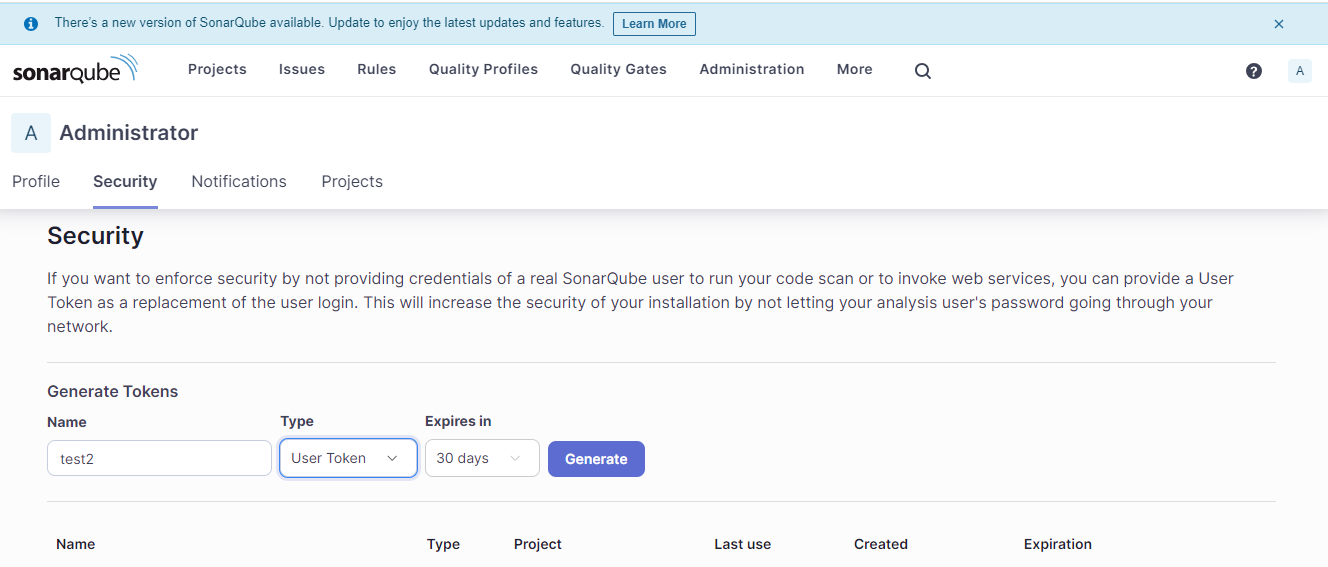 There's a new version of SonarQube available. Update to enjoy the latest updates and features. Learn More
sonarqube Projects Issues Rules Quality Profiles Quality Gates Administration More A
A Administrator
Profile Security Notifications Projects
Security
If you want to enforce security by not providing credentials of a real SonarQube user to run your code scan or to invoke web services, you can provide a User
Token as a replacement of the user login. This will increase the security of your installation by not letting your analysis user's password going through your
network.
Generate Tokens
Name Type Expires in
test2 User Token 30 days Generate
Name Type Project Last use Created Expiration